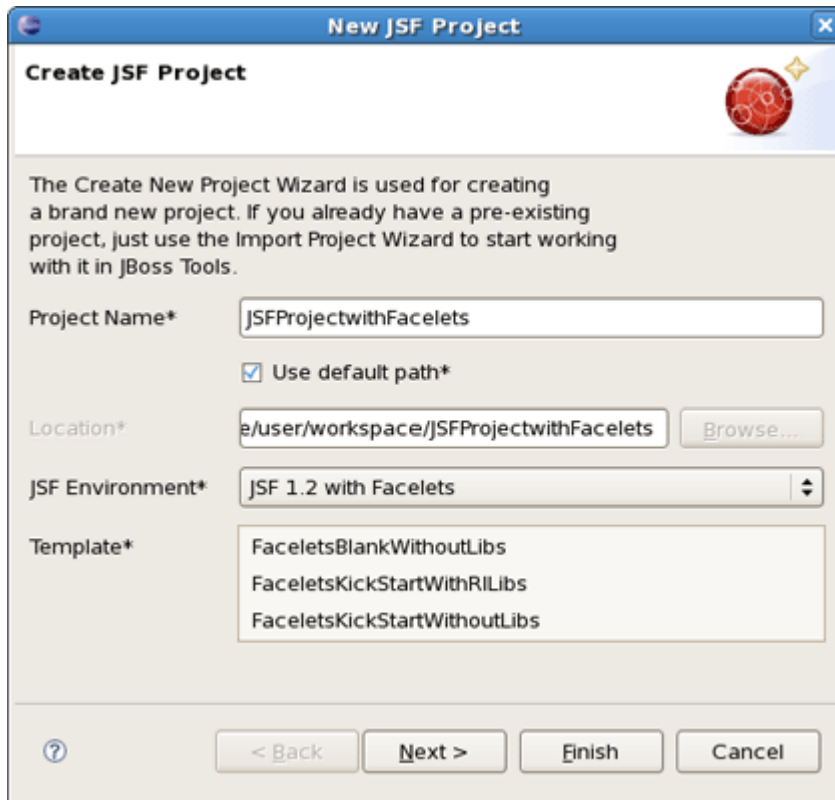 New JSF Project
Create JSF Project
The Create New Project Wizard is used for creating
a brand new project. If you already have a pre-existing
project, just use the Import Project Wizard to start working
with it in JBoss Tools.
Project Name* JSFProjectwithFacelets
Use default path*
Location* e/user/workspace/JSFProjectwithFacelets Browse...
JSF Environment* JSF 1.2 with Facelets
Template* FaceletsBlankWithoutLibs
FaceletsKickStartWithRILibs
FaceletsKickStartWithoutLibs
? < Back Next > Finish Cancel